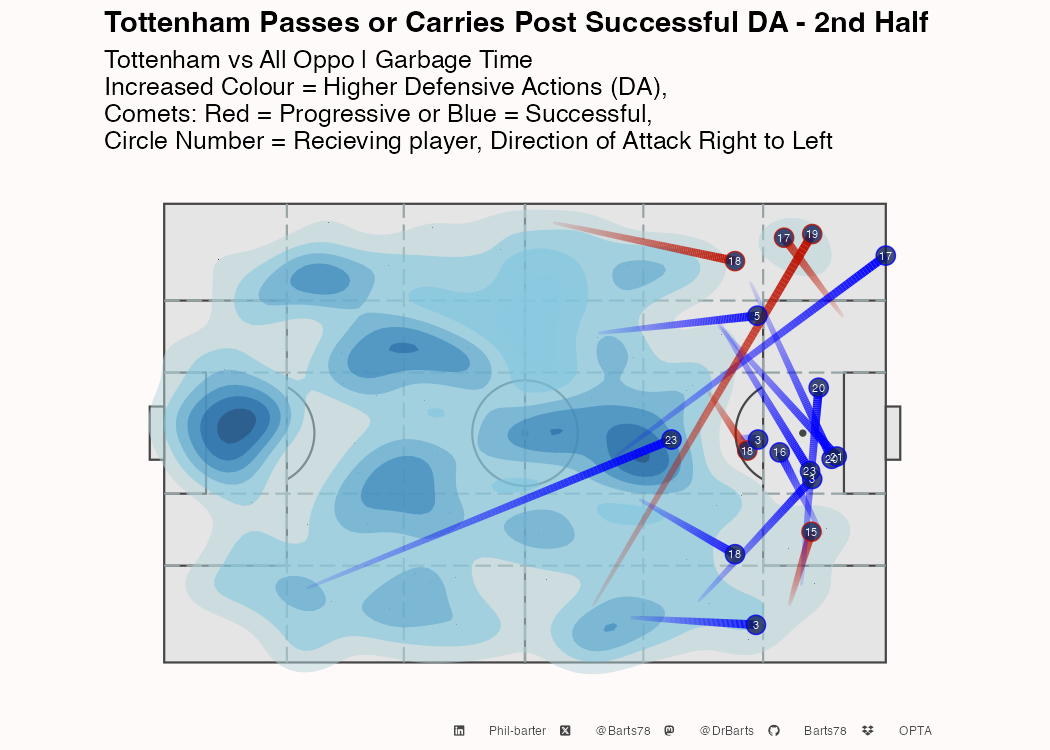 Tottenham Passes or Carries Post Successful DA - 2nd Half
Tottenham vs All Oppo | Garbage Time
Increased Colour = Higher Defensive Actions (DA),
Comets: Red = Progressive or Blue = Successful,
Circle Number = Recieving player, Direction of Attack Right to Left
17
19
17
18
5
20
23
3
18
16
21
23
3
15
18
3
Phil-barter
@Barts78
@DrBarts
Barts78
OPTA